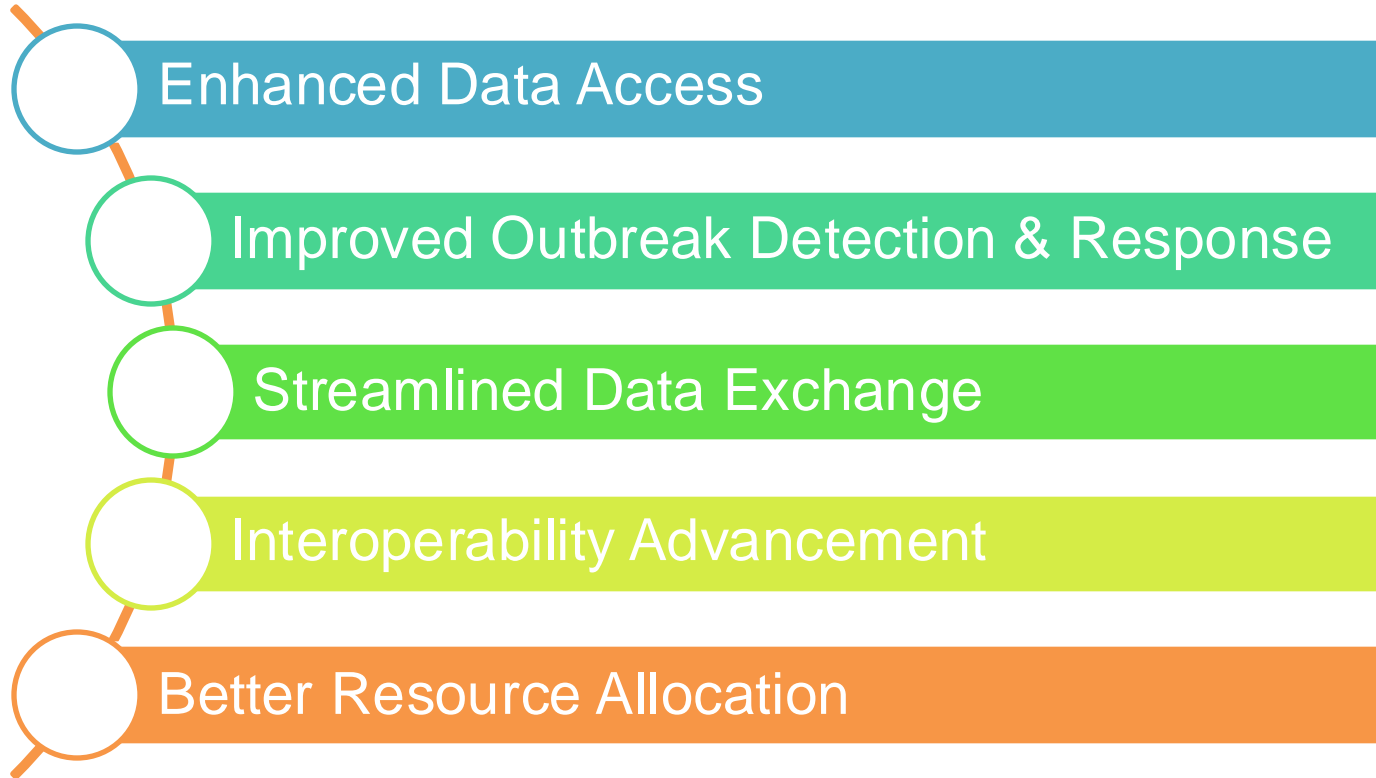 Enhanced Data Access
Improved Outbreak Detection & Response
Streamlined Data Exchange
Interoperability Advancement
Better Resource Allocation